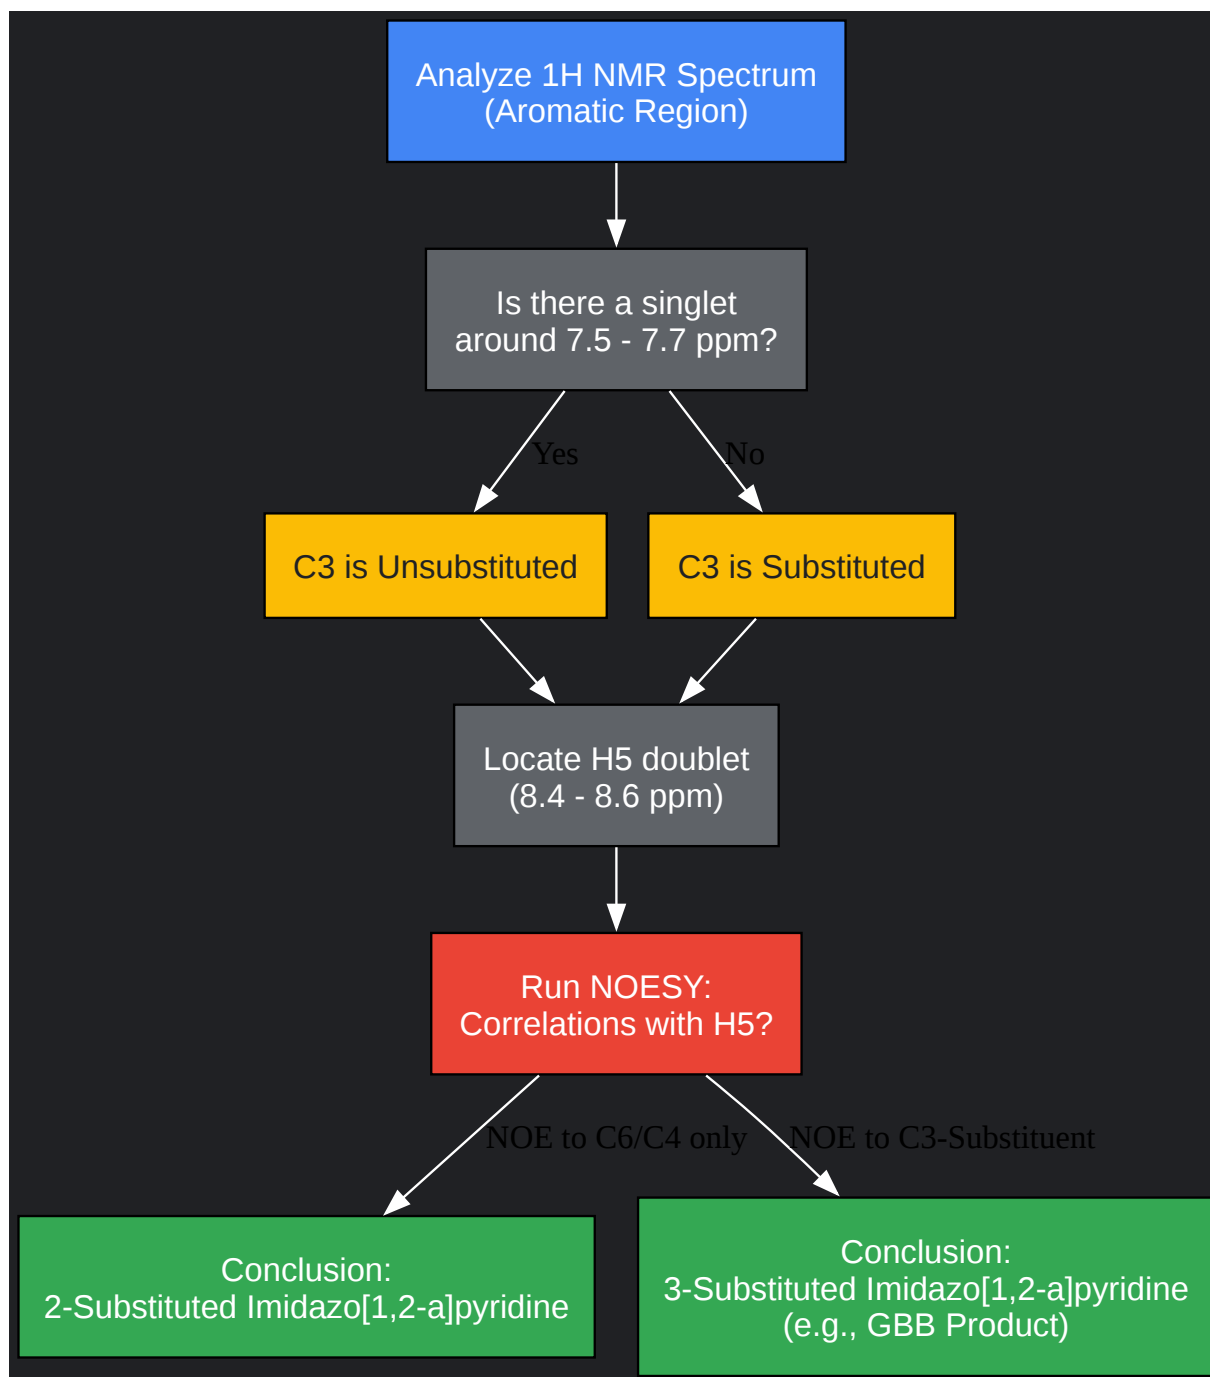 Analyze 1H NMR Spectrum
(Aromatic Region)
Is there a singlet
around 7.5 - 7.7 ppm?
Yes
No
C3 is Unsubstituted
C3 is Substituted
Locate H5 doublet
(8.4 - 8.6 ppm)
Run NOESY:
Correlations with H5?
NOE to C6/C4 only
NOE to C3-Substituent
Conclusion:
2-Substituted Imidazo[1,2-a]pyridine
Conclusion:
3-Substituted Imidazo[1,2-a]pyridine
(e.g., GBB Product)